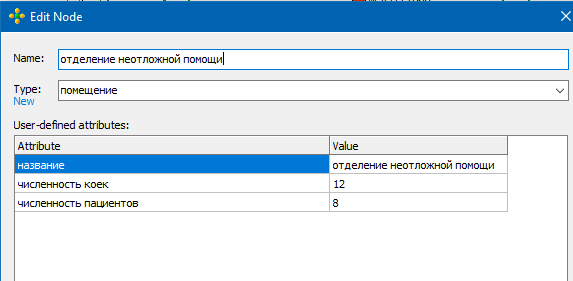 Edit Node
Name: отделение неотложной помощи
Type: помещение
New
User-defined attributes:
Attribute Value
название отделение неотложной помощи
численность коек 12
численность пациентов 8